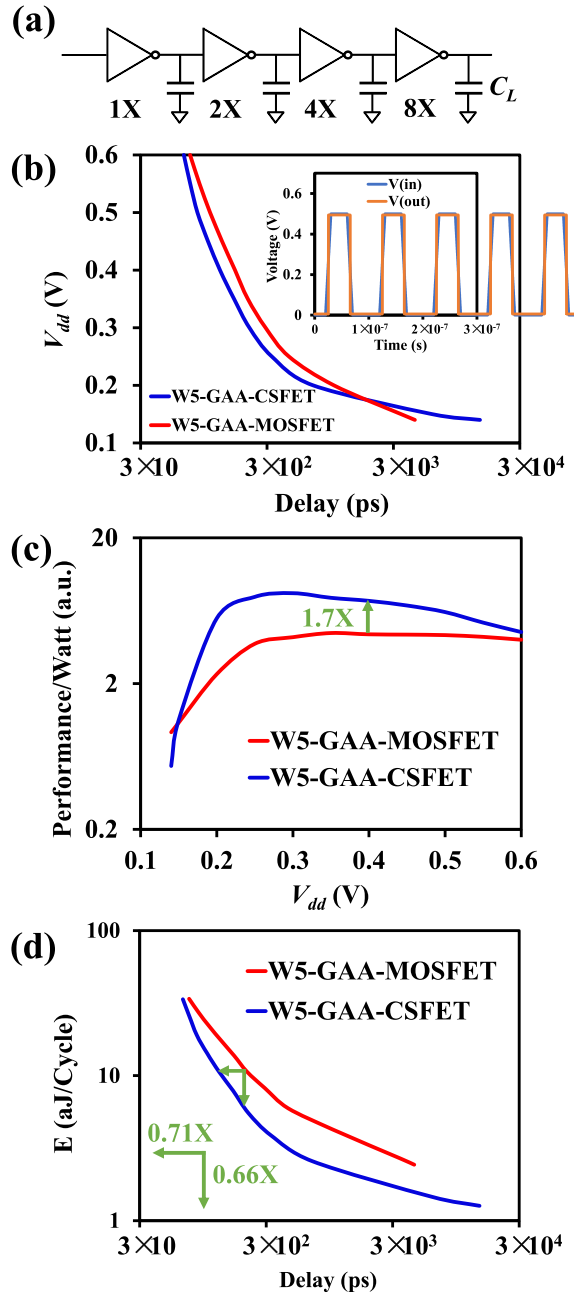 (a)
1X 2X 4X 8X C_L
(b)
0.6
0.5
0.4
0.3
0.2
0.1
V_dd (V)
V(in)
V(out)
0.6
0.4
0.2
0
Voltage (V)
0 1×10⁻⁷ 2×10⁻⁷ 3×10⁻⁷
Time (s)
W5-GAA-CSFET
W5-GAA-MOSFET
3×10 3×10² 3×10³ 3×10⁴
Delay (ps)
(c)
20
2
0.2
Performance/Watt (a.u.)
1.7X
W5-GAA-MOSFET
W5-GAA-CSFET
0.1 0.2 0.3 0.4 0.5 0.6
V_dd (V)
(d)
100
10
1
E (aJ/Cycle)
W5-GAA-MOSFET
W5-GAA-CSFET
0.71X
0.66X
3×10 3×10² 3×10³ 3×10⁴
Delay (ps)